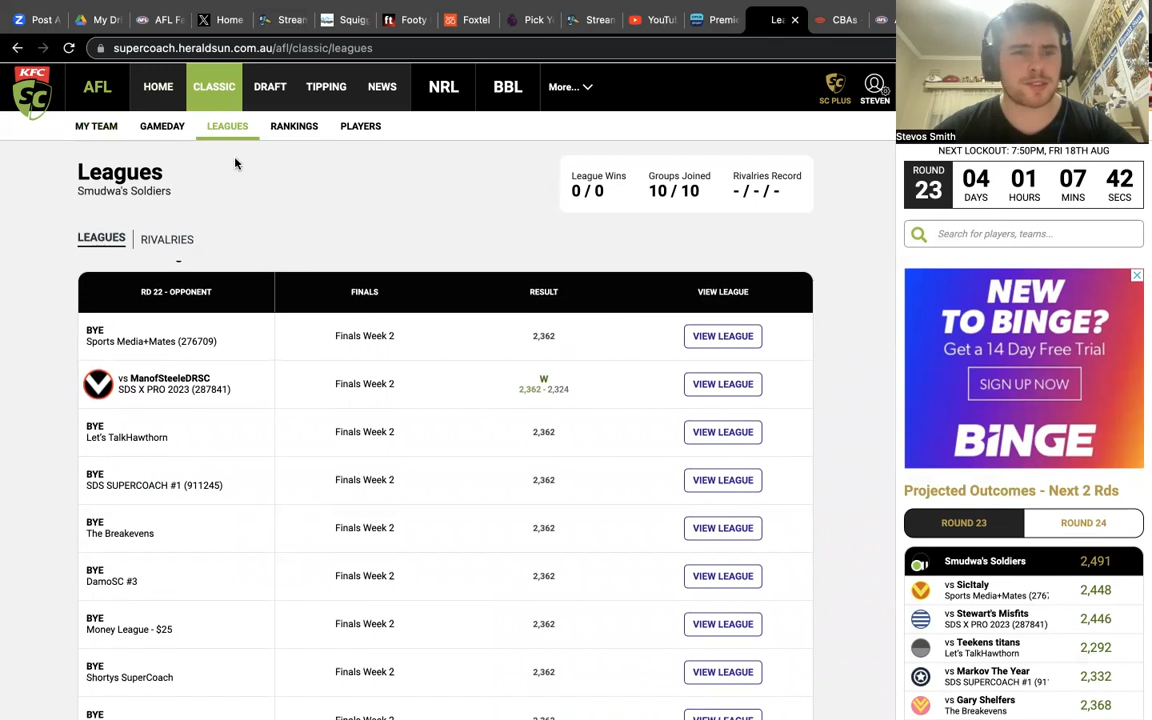 Post A
My Dri
AFL Fa
Home
Stream
Squig
Footy
Foxtel
Pick Y
Stream
YouTu
Premie
Lea
CBAs
supercoach.heraldsun.com.au/afl/classic/leagues
KFC
SC
AFL
HOME
CLASSIC
DRAFT
TIPPING
NEWS
NRL
BBL
More...
SC PLUS
STEVEN
MY TEAM
GAMEDAY
LEAGUES
RANKINGS
PLAYERS
Stevos Smith
Leagues
Smudwa's Soldiers
League Wins
0 / 0
Groups Joined
10 / 10
Rivalries Record
- / - / -
NEXT LOCKOUT: 7:50PM, FRI 18TH AUG
ROUND
23
04
DAYS
01
HOURS
07
MINS
42
SECS
Search for players, teams...
LEAGUES
RIVALRIES
-
RD 22 - OPPONENT
FINALS
RESULT
VIEW LEAGUE
BYE
Sports Media+Mates (276709)
Finals Week 2
2,362
VIEW LEAGUE
vs ManofSteeleDRSC
SDS X PRO 2023 (287841)
Finals Week 2
W
2,362 - 2,324
VIEW LEAGUE
BYE
Let's TalkHawthorn
Finals Week 2
2,362
VIEW LEAGUE
BYE
SDS SUPERCOACH #1 (911245)
Finals Week 2
2,362
VIEW LEAGUE
BYE
The Breakevens
Finals Week 2
2,362
VIEW LEAGUE
BYE
DamoSC #3
Finals Week 2
2,362
VIEW LEAGUE
BYE
Money League - $25
Finals Week 2
2,362
VIEW LEAGUE
BYE
Shortys SuperCoach
Finals Week 2
2,362
VIEW LEAGUE
BYE
NEW
TO BINGE?
Get a 14 Day Free Trial
SIGN UP NOW
BiNGE
Projected Outcomes - Next 2 Rds
ROUND 23
ROUND 24
Smudwa's Soldiers
2,491
vs SicItaly
Sports Media+Mates (2767
2,448
vs Stewart's Misfits
SDS X PRO 2023 (287841)
2,446
vs Teekens titans
Let's TalkHawthorn
2,292
vs Markov The Year
SDS SUPERCOACH #1 (911
2,332
vs Gary Shelfers
The Breakevens
2,368